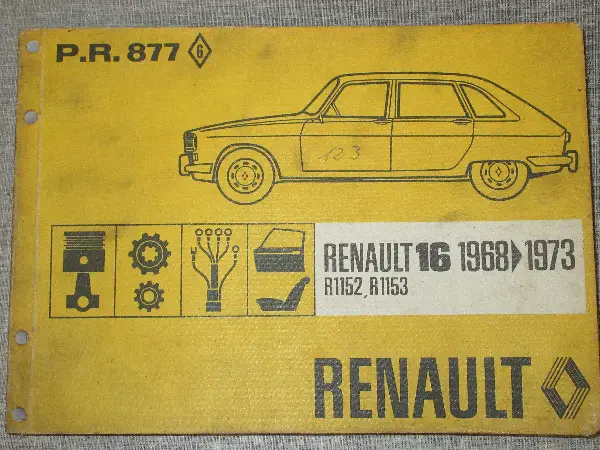 P.R. 877 6
123
RENAULT 16 1968▶1973
R1152, R1153
RENAULT